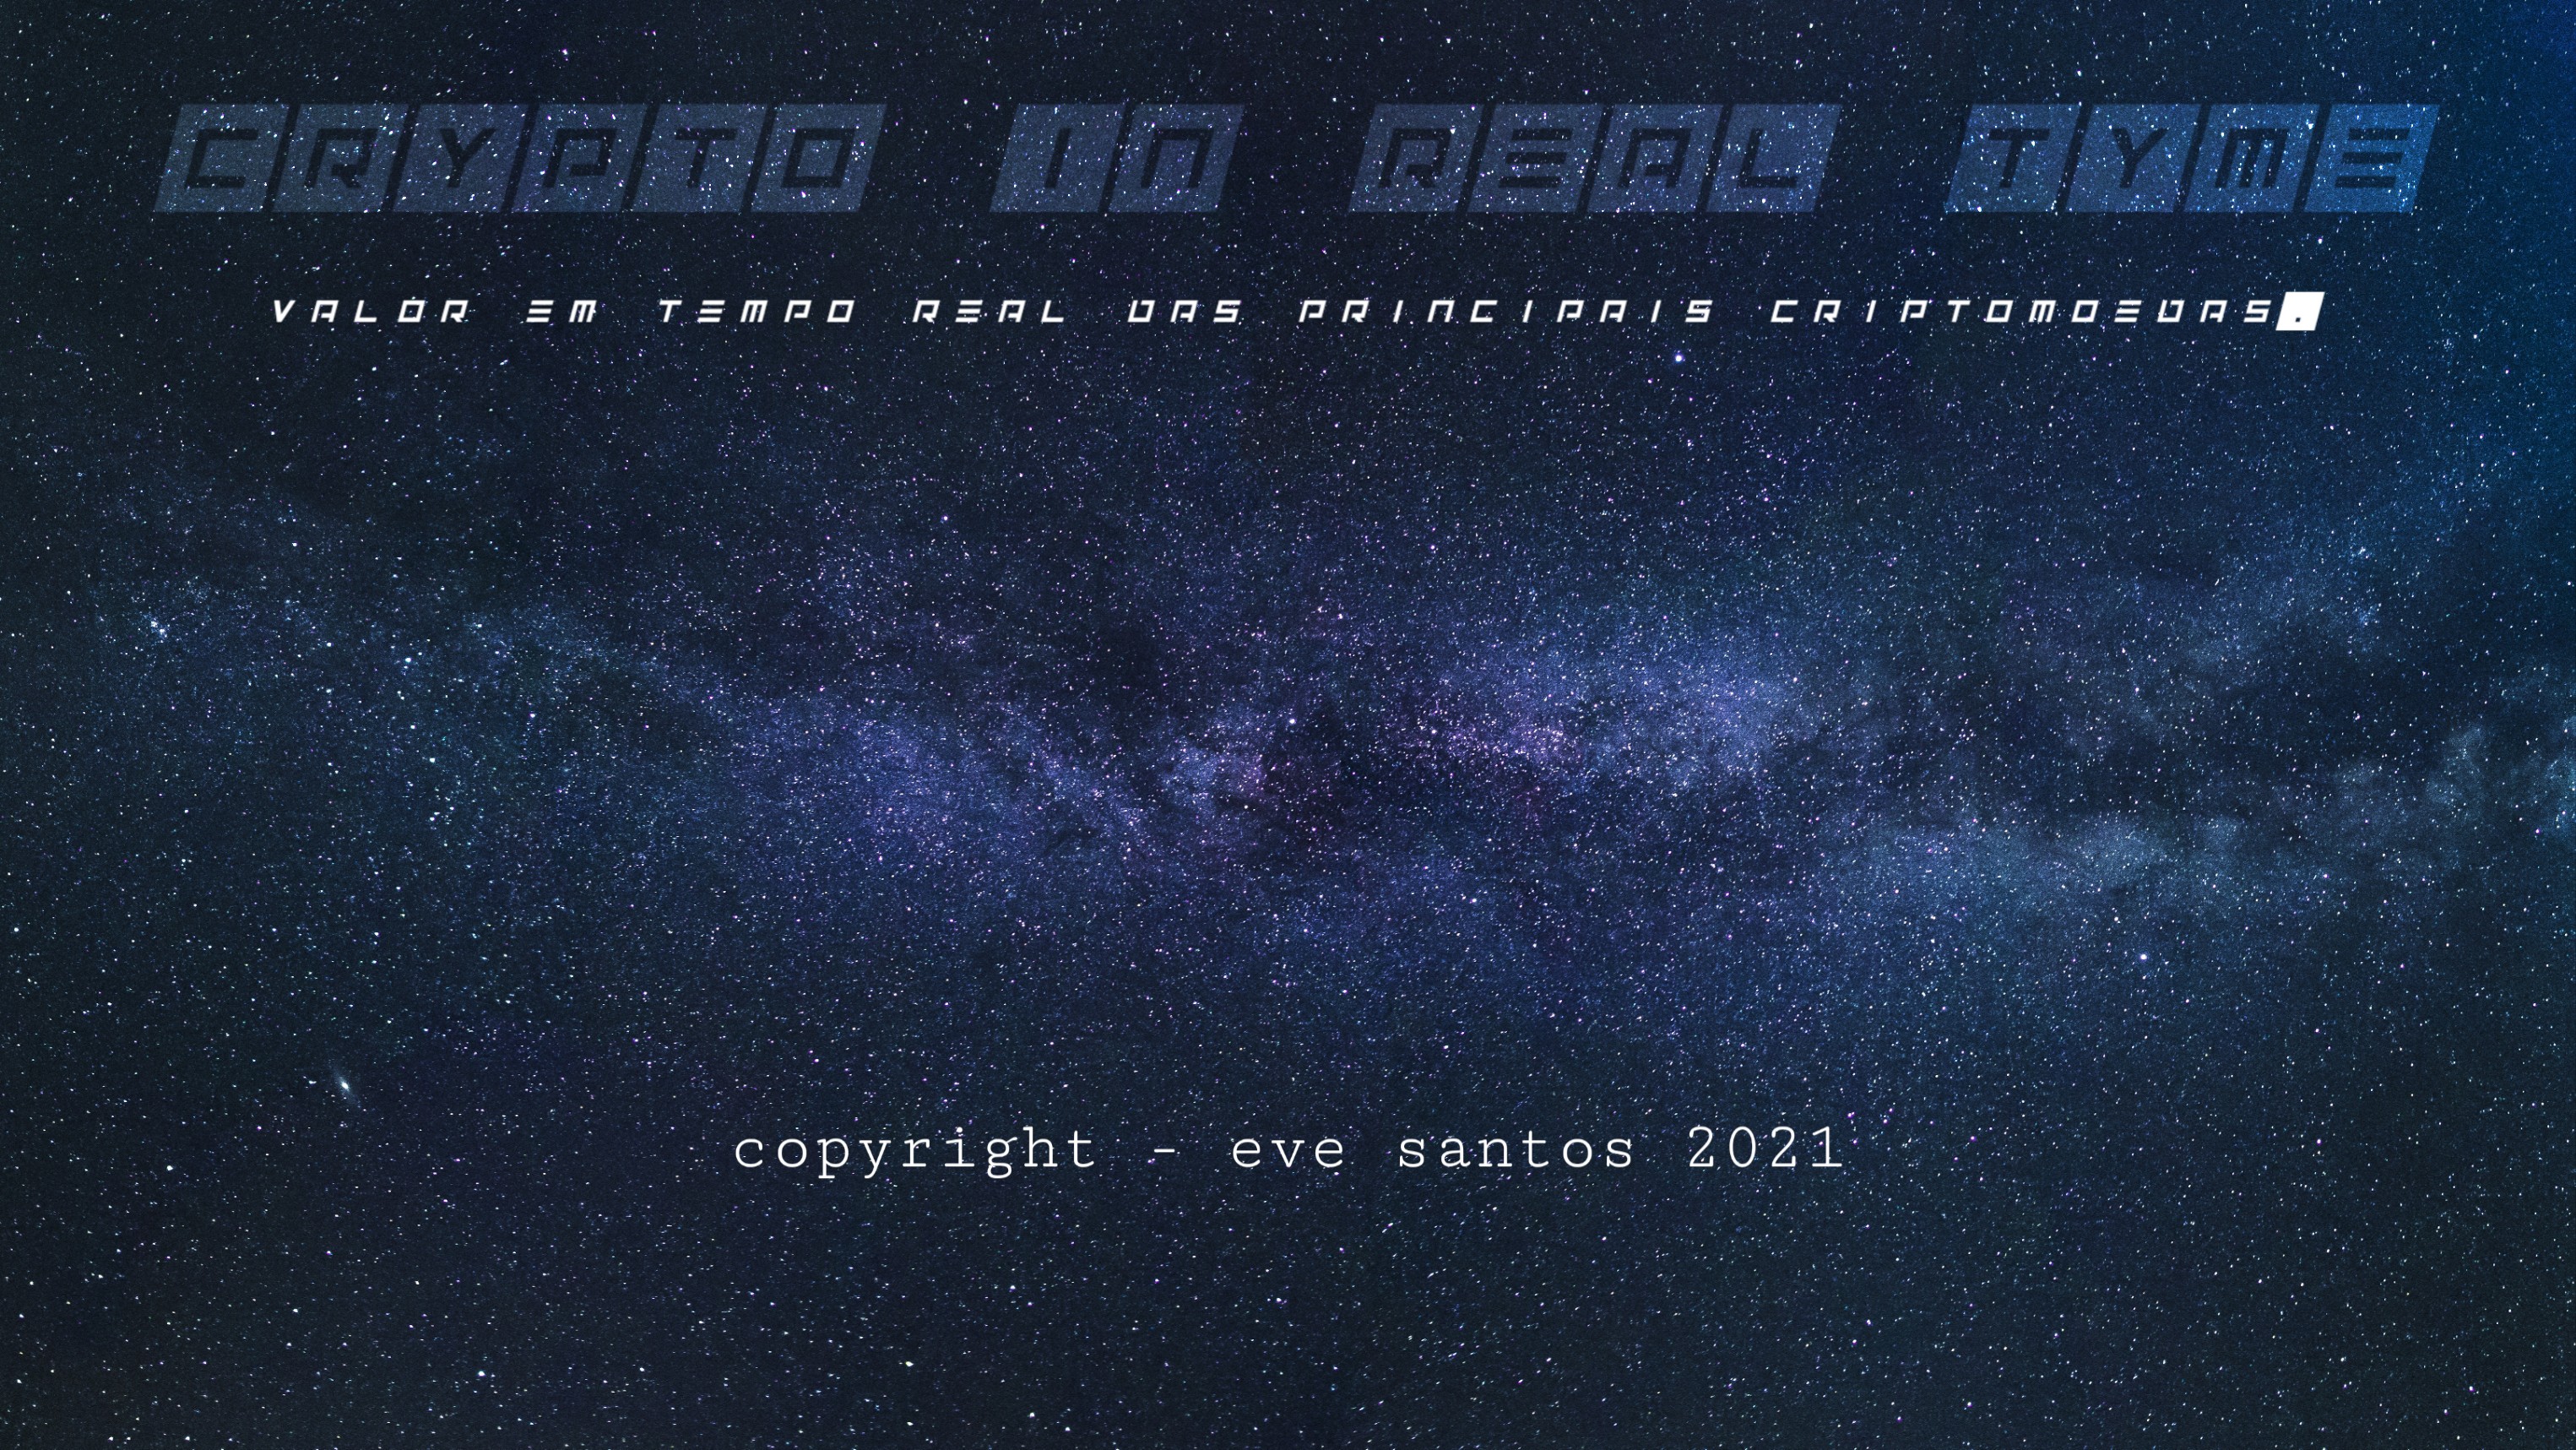 CRYPTO IN REAL TYME
VALOR EM TEMPO REAL DAS PRINCIPAIS CRIPTOMOEDAS.
copyright - eve santos 2021